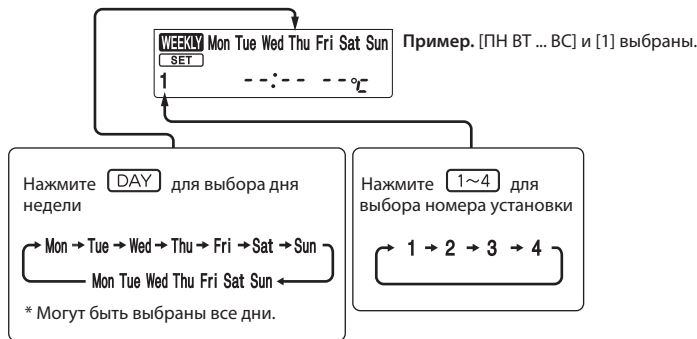 WEEKLY Mon Tue Wed Thu Fri Sat Sun
Пример. [ПН ВТ ... ВС] и [1] выбраны.
SET
1 --:-- --℃
Нажмите DAY для выбора дня
недели
Mon → Tue → Wed → Thu → Fri → Sat → Sun
Mon Tue Wed Thu Fri Sat Sun
* Могут быть выбраны все дни.
Нажмите 1~4 для
выбора номера установки
1 → 2 → 3 → 4